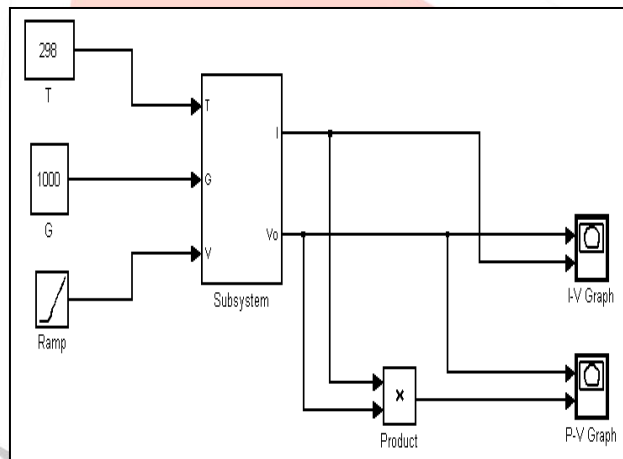 298
T
1000
G
Ramp
T
G
V
I
Vo
Subsystem
×
Product
I-V Graph
P-V Graph